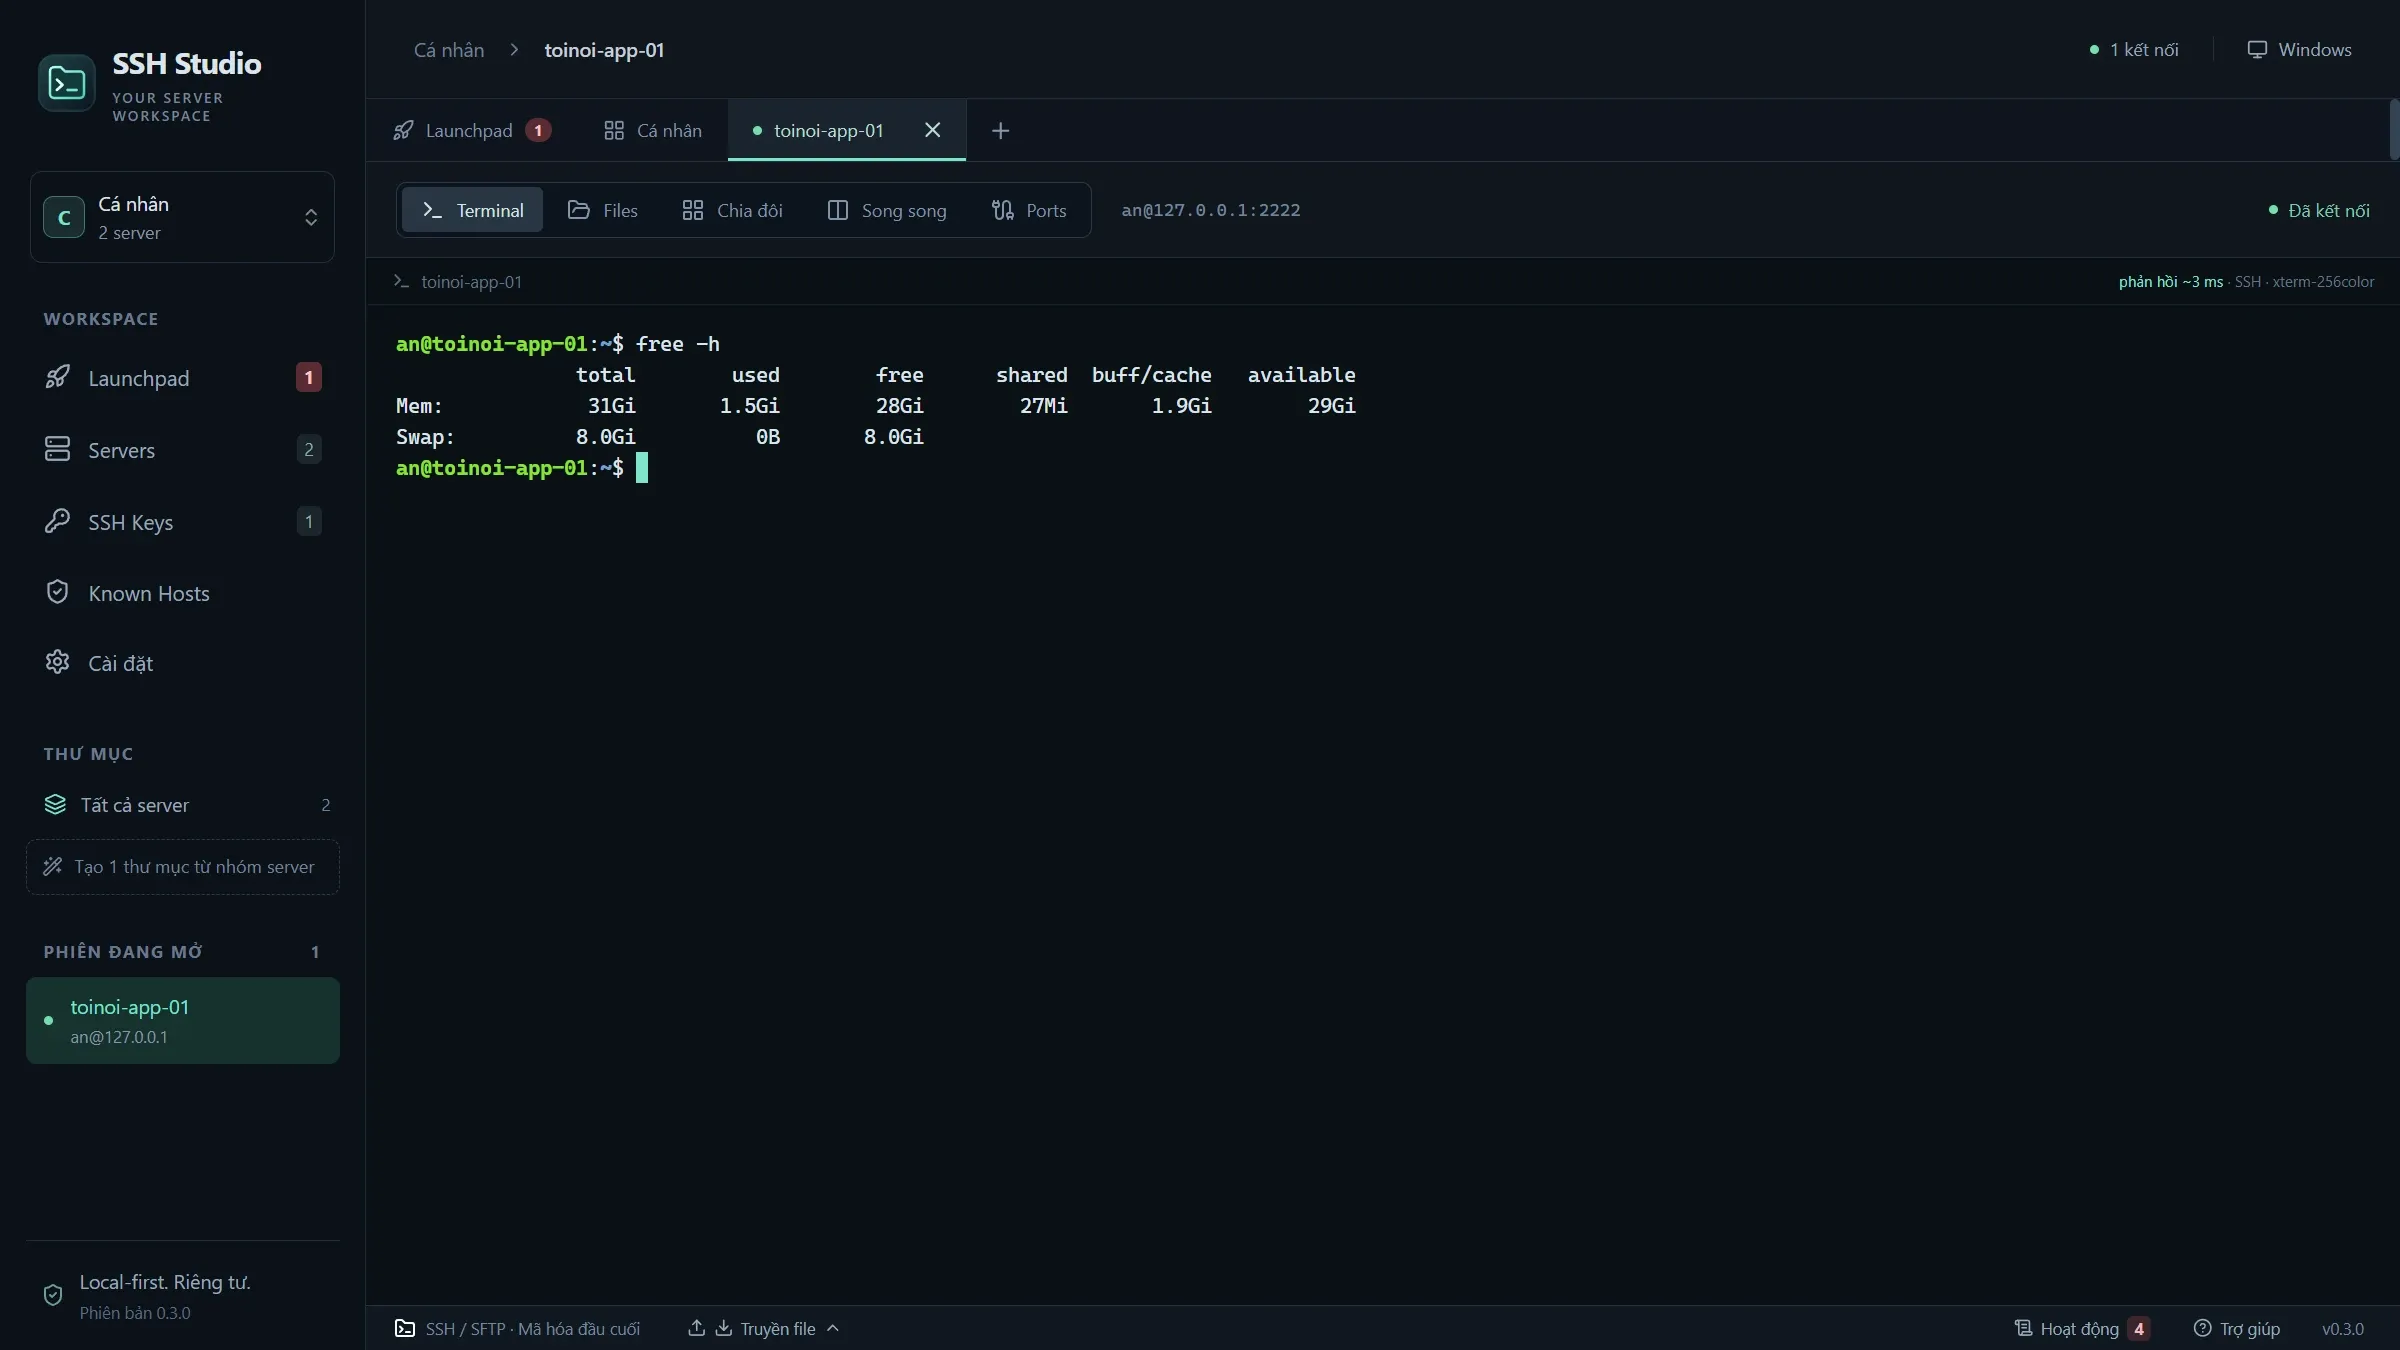 SSH Studio
YOUR SERVER
WORKSPACE
C
Cá nhân
2 server
WORKSPACE
Launchpad 1
Servers 2
SSH Keys 1
Known Hosts
Cài đặt
THƯ MỤC
Tất cả server 2
Tạo 1 thư mục từ nhóm server
PHIÊN ĐANG MỞ 1
toinoi-app-01
an@127.0.0.1
Local-first. Riêng tư.
Phiên bản 0.3.0
Cá nhân > toinoi-app-01
1 kết nối
Windows
Launchpad 1
Cá nhân
toinoi-app-01
Terminal
Files
Chia đôi
Song song
Ports
an@127.0.0.1:2222
Đã kết nối
toinoi-app-01
phản hồi ~3 ms · SSH · xterm-256color
an@toinoi-app-01:~$ free -h
total used free shared buff/cache available
Mem: 31Gi 1.5Gi 28Gi 27Mi 1.9Gi 29Gi
Swap: 8.0Gi 0B 8.0Gi
an@toinoi-app-01:~$
SSH / SFTP · Mã hóa đầu cuối
Truyền file
Hoạt động 4
Trợ giúp
v0.3.0